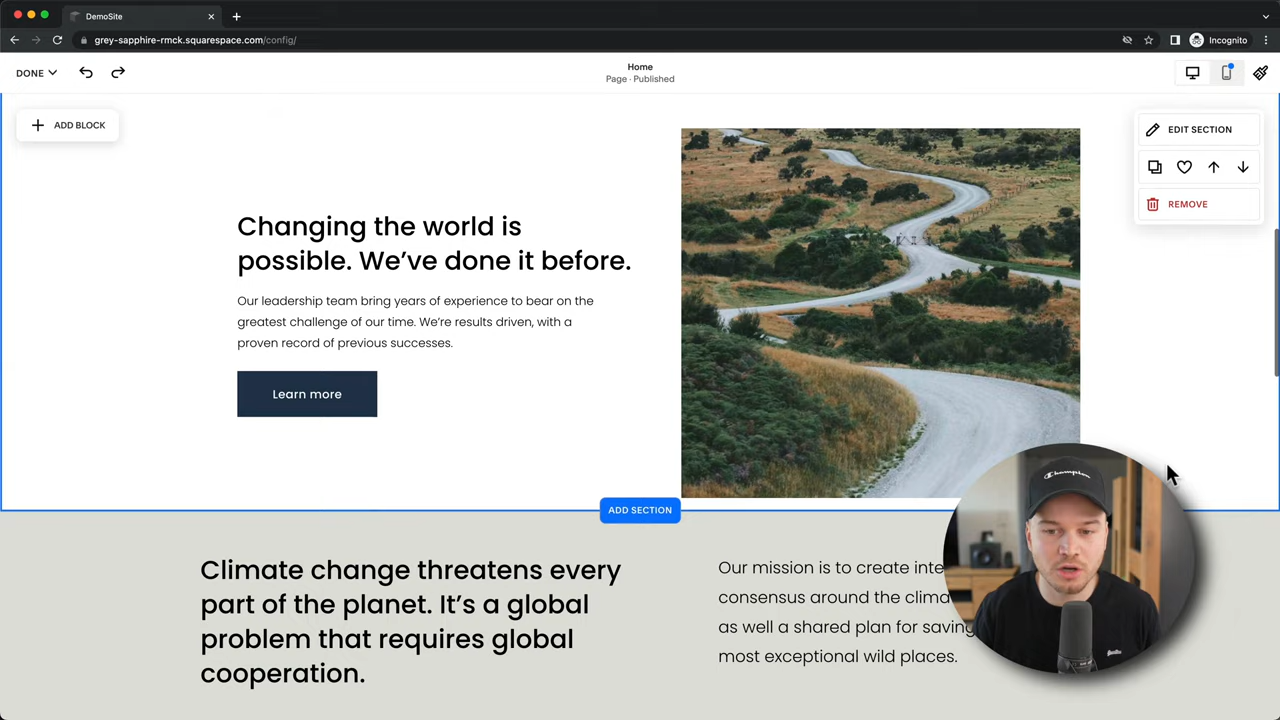 DemoSite
grey-sapphire-rmck.squarespace.com/config/
Incognito
DONE
Home
Page · Published
ADD BLOCK
EDIT SECTION
REMOVE
Changing the world is
possible. We’ve done it before.
Our leadership team bring years of experience to bear on the
greatest challenge of our time. We’re results driven, with a
proven record of previous successes.
Learn more
ADD SECTION
Climate change threatens every
part of the planet. It’s a global
problem that requires global
cooperation.
Our mission is to create
consensus around the
as well a shared plan for saving
most exceptional wild places.
Champion